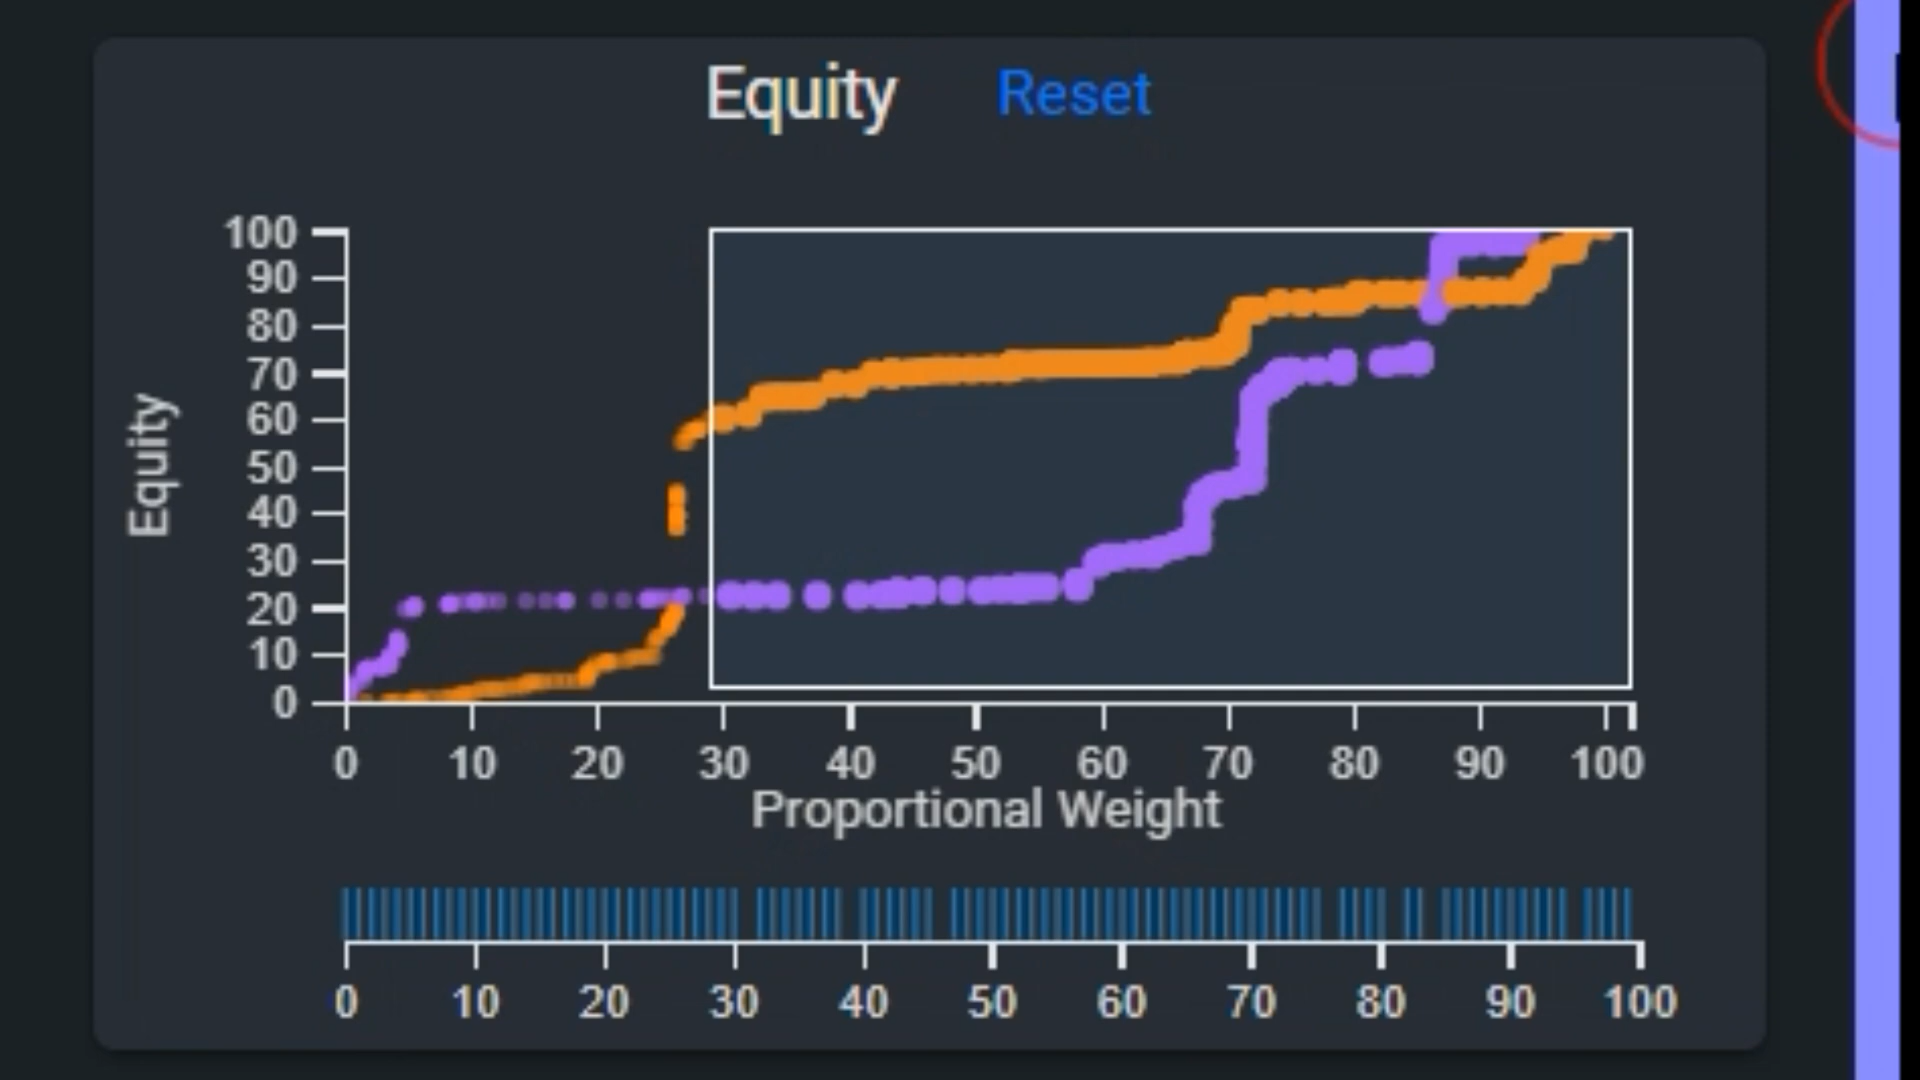 Equity Reset
100
90
80
70
60
50
40
30
20
10
0
Equity
0 10 20 30 40 50 60 70 80 90 100
Proportional Weight
0 10 20 30 40 50 60 70 80 90 100